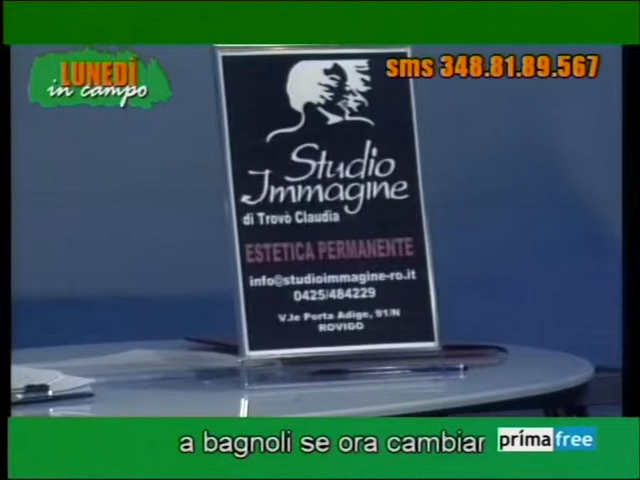 LUNEDÌ
in campo
sms 348.81.89.567
Studio
Immagine
di Trovò Claudia
ESTETICA PERMANENTE
info@studioimmagine-ro.it
0425/484229
V.le Porta Adige, 91/N
ROVIGO
a bagnoli se ora cambiar
prima free